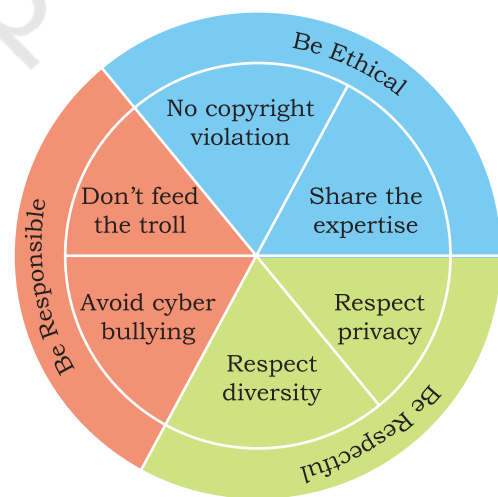 Be Ethical
No copyright
violation
Share the
expertise
Be Responsible
Don't feed
the troll
Avoid cyber
bullying
Respect
privacy
Respect
diversity
Be Respectful